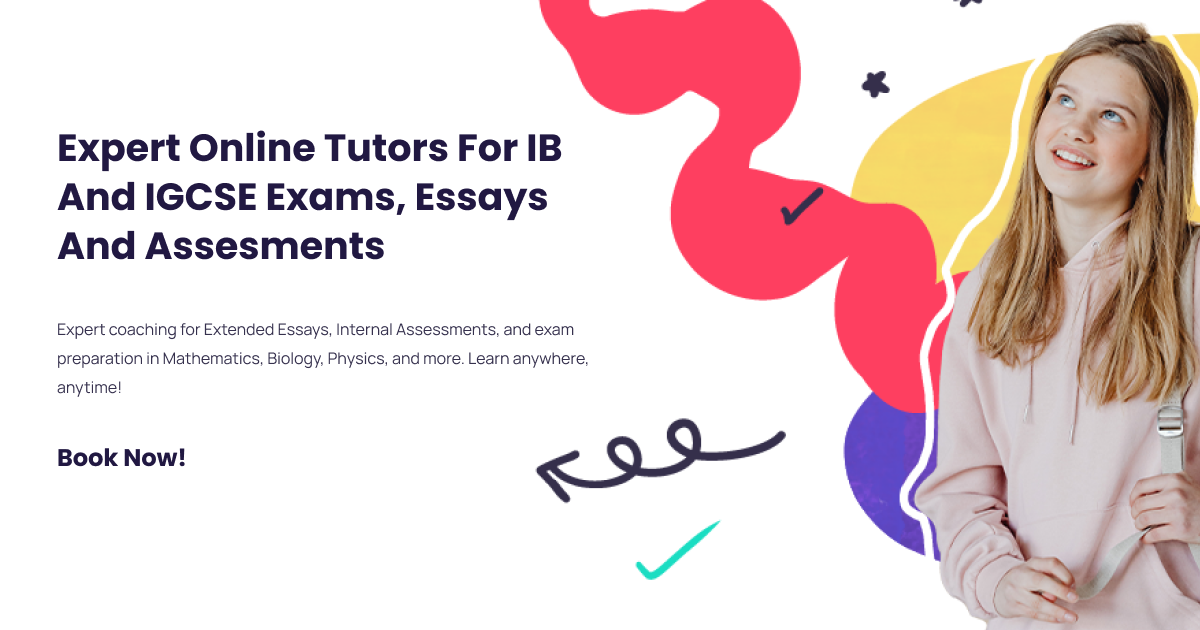 Expert Online Tutors For IB
And IGCSE Exams, Essays
And Assesments
Expert coaching for Extended Essays, Internal Assessments, and exam
preparation in Mathematics, Biology, Physics, and more. Learn anywhere,
anytime!
Book Now!